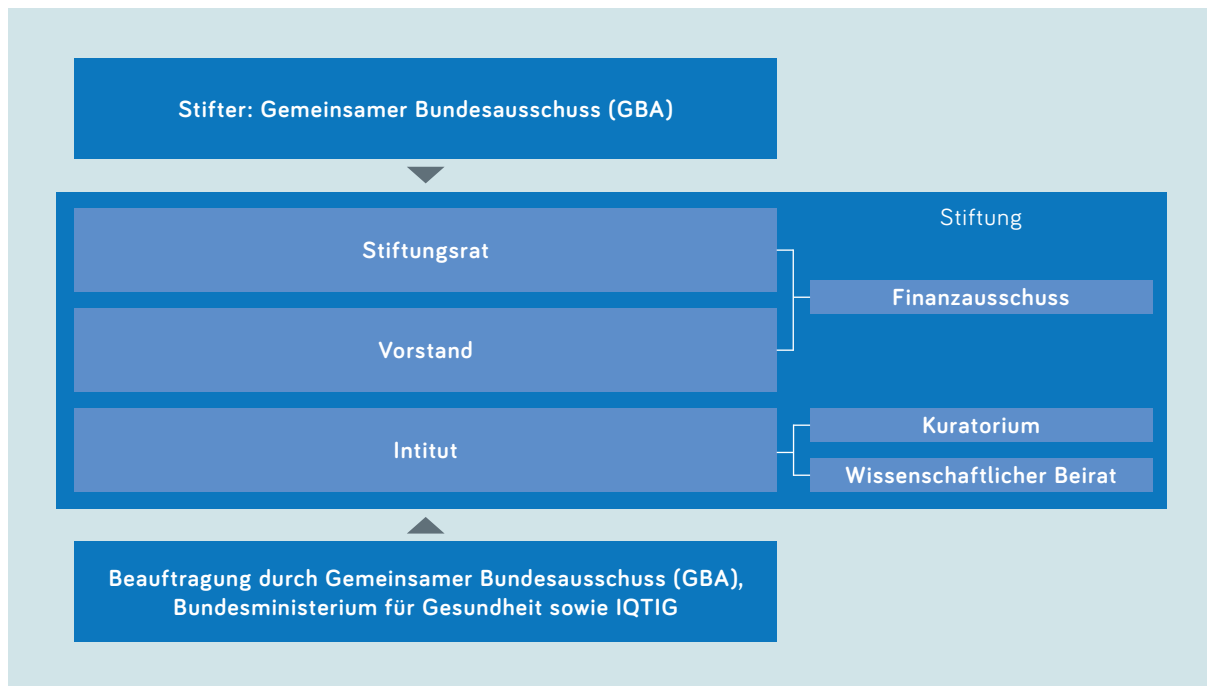 Stifter: Gemeinsamer Bundesausschuss (GBA)
Stiftung
Stiftungsrat
Finanzausschuss
Vorstand
Intitut
Kuratorium
Wissenschaftlicher Beirat
Beauftragung durch Gemeinsamer Bundesausschuss (GBA),
Bundesministerium für Gesundheit sowie IQTIG